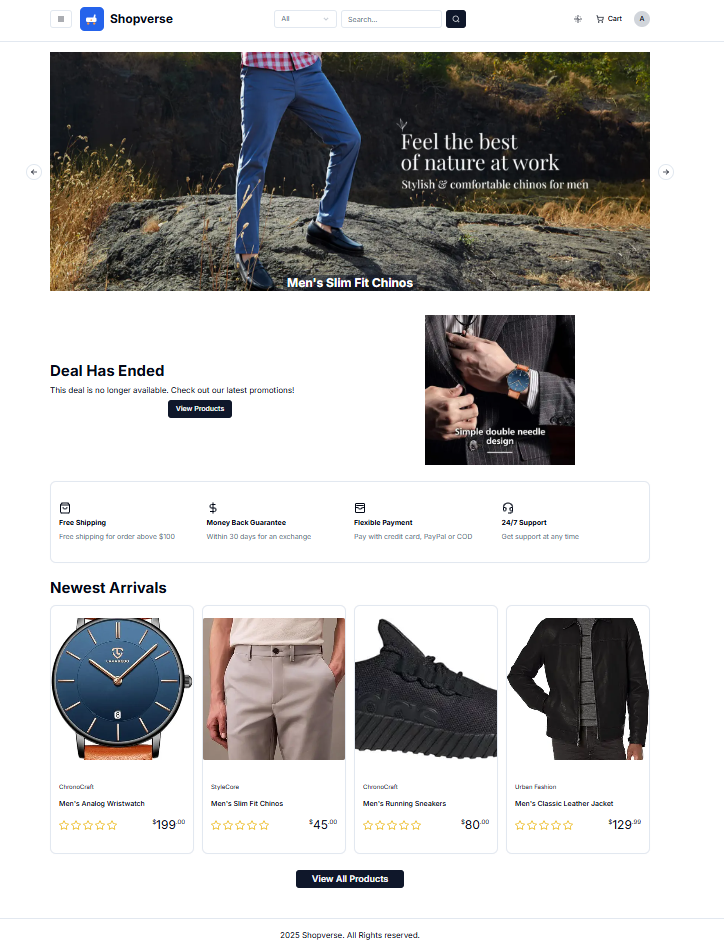 Shopverse
All
Search...
Cart
A
Feel the best
of nature at work
Stylish & comfortable chinos for men
Men's Slim Fit Chinos
Deal Has Ended
This deal is no longer available. Check out our latest promotions!
View Products
Simple double needle
design
Free Shipping
Money Back Guarantee
Flexible Payment
24/7 Support
Free shipping for order above $100
Within 30 days for an exchange
Pay with credit card, PayPal or COD
Get support at any time
Newest Arrivals
6
ChronoCraft
StyleCore
ChronoCraft
Urban Fashion
Men's Analog Wristwatch
Men's Slim Fit Chinos
Men's Running Sneakers
Men's Classic Leather Jacket
$199.00
$45.00
$80.00
$129.99
View All Products
2025 Shopverse. All Rights reserved.